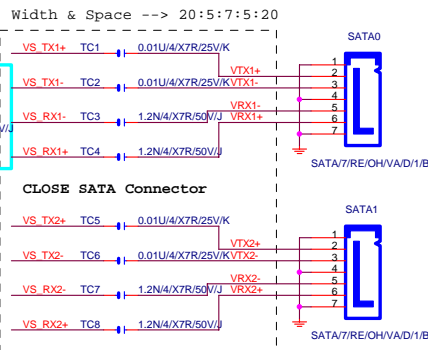 Width & Space --> 20:5:7:5:20
SATA0
VS_TX1+ TC1 0.01U/4/X7R/25V/K
VTX1+ 1
2
VS_TX1- TC2 0.01U/4/X7R/25V/K VTX1- 3
4
VRX1- 5
VS_RX1- TC3 1.2N/4/X7R/50V/J VRX1+ 6
7
V/J
VS_RX1+ TC4 1.2N/4/X7R/50V/J
SATA/7/RE/OH/VA/D/1/B
CLOSE SATA Connector
SATA1
VS_TX2+ TC5 0.01U/4/X7R/25V/K
1
VTX2+ 2
VS_TX2- TC6 0.01U/4/X7R/25V/K VTX2- 3
4
VRX2- 5
VS_RX2- TC7 1.2N/4/X7R/50V/J VRX2+ 6
7
VS_RX2+ TC8 1.2N/4/X7R/50V/J
SATA/7/RE/OH/VA/D/1/B